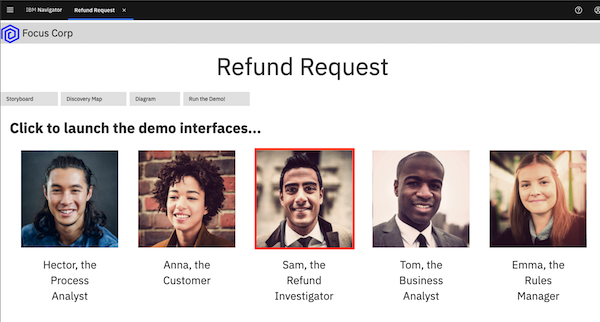 IBM Navigator
Refund Request
Focus Corp
Refund Request
Storyboard
Discovery Map
Diagram
Run the Demo!
Click to launch the demo interfaces...
Hector, the
Process
Analyst
Anna, the
Customer
Sam, the
Refund
Investigator
Tom, the
Business
Analyst
Emma, the
Rules
Manager